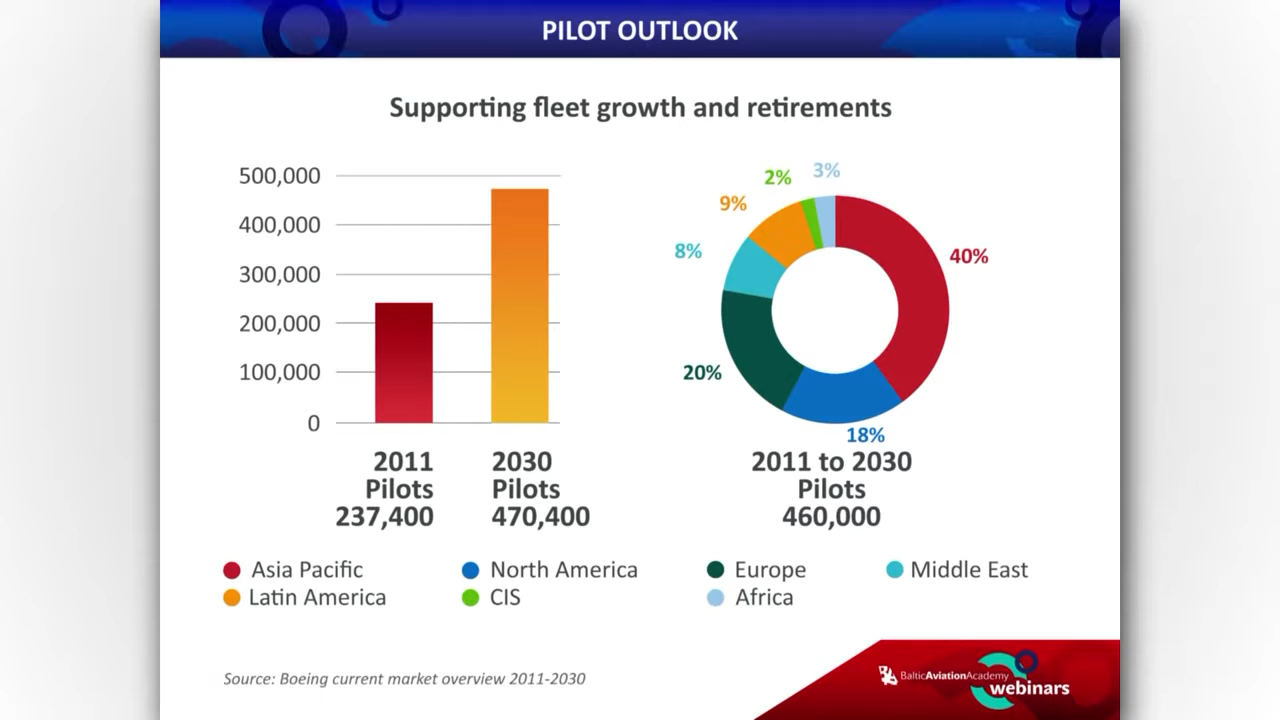 PILOT OUTLOOK
Supporting fleet growth and retirements
500,000
400,000
300,000
200,000
100,000
0
2011
Pilots
237,400
2030
Pilots
470,400
3%
2%
9%
8%
40%
20%
18%
2011 to 2030
Pilots
460,000
Asia Pacific
North America
Europe
Middle East
Latin America
CIS
Africa
Source: Boeing current market overview 2011-2030
BalticAviationAcademy
webinars